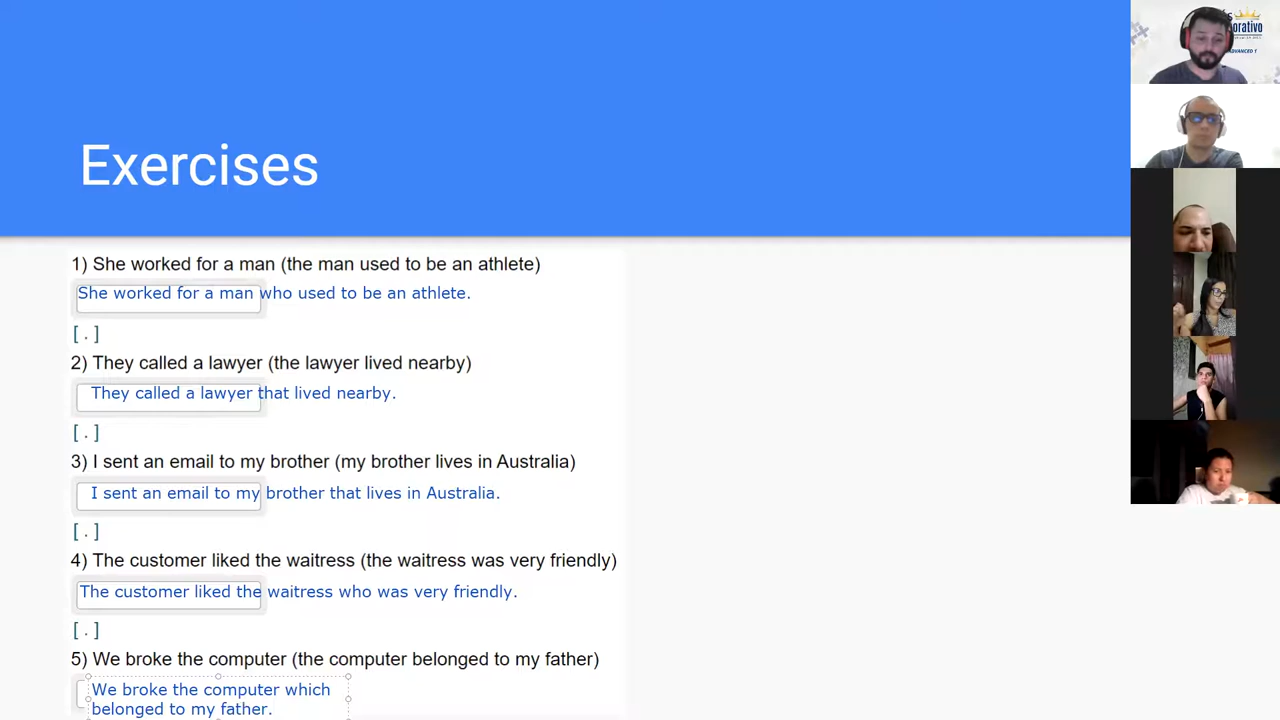 Exercises
1) She worked for a man (the man used to be an athlete)
She worked for a man who used to be an athlete.
[ . ]
2) They called a lawyer (the lawyer lived nearby)
They called a lawyer that lived nearby.
[ . ]
3) I sent an email to my brother (my brother lives in Australia)
I sent an email to my brother that lives in Australia.
[ . ]
4) The customer liked the waitress (the waitress was very friendly)
The customer liked the waitress who was very friendly.
[ . ]
5) We broke the computer (the computer belonged to my father)
We broke the computer which
belonged to my father.
orativo
ADVANCED 1